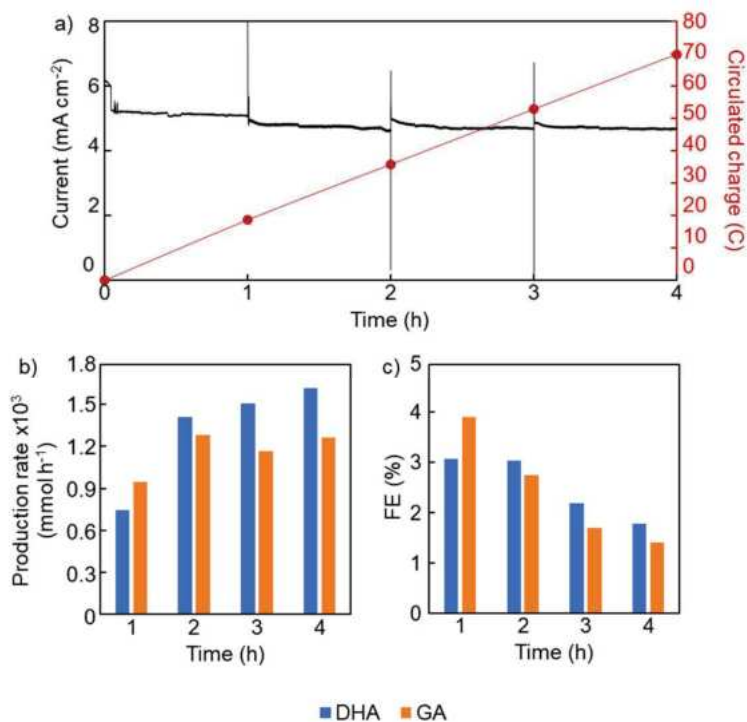 a)
8
6
4
2
0
Current (mA cm⁻²)
80
70
60
50
40
30
20
10
0
Circulated charge (C)
0 1 2 3 4
Time (h)
b)
1.8
1.5
1.2
0.9
0.6
0.3
0
Production rate x10³
(mmol h⁻¹)
1 2 3 4
Time (h)
c)
5
4
3
2
1
0
FE (%)
1 2 3 4
Time (h)
DHA GA